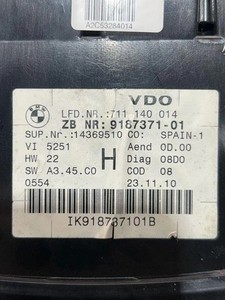 A2C53284014
BMW
VDO
LFD.NR.:711 140 014
ZB NR: 9187371-01
SUP.Nr.:14369510 CO: SPAIN-1
VI 5251 Aend 0D.00
HW 22 H Diag 08D0
SW A3.45.C0 COD 08
0554 23.11.10
IK918737101B